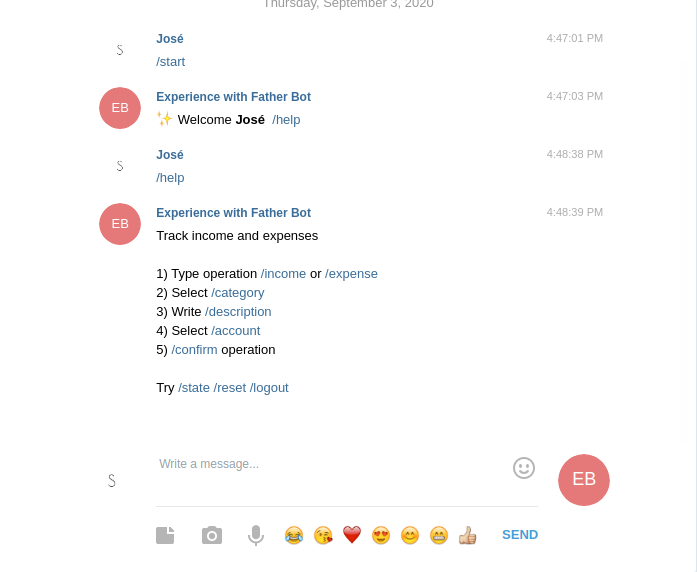 Thursday, September 3, 2020
S
José 4:47:01 PM
/start
EB
Experience with Father Bot 4:47:03 PM
✨ Welcome José /help
S
José 4:48:38 PM
/help
EB
Experience with Father Bot 4:48:39 PM
Track income and expenses
1) Type operation /income or /expense
2) Select /category
3) Write /description
4) Select /account
5) /confirm operation
Try /state /reset /logout
S
Write a message...
EB
SEND